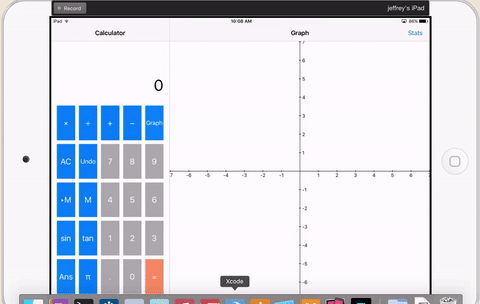 Record
jeffrey's iPad
iPad 10:08 AM 86%
Calculator Graph Stats
0
× ÷ + − Graph
AC Undo 7 8 9
M 4 5 6
sin tan 1 2 3
Ans π . 0 =
7
6
5
4
3
2
1
7 -6 -5 -4 -3 -2 -1 1 2 3 4 5 6 7
-1
-2
-3
-4
-5
-6
Xcode